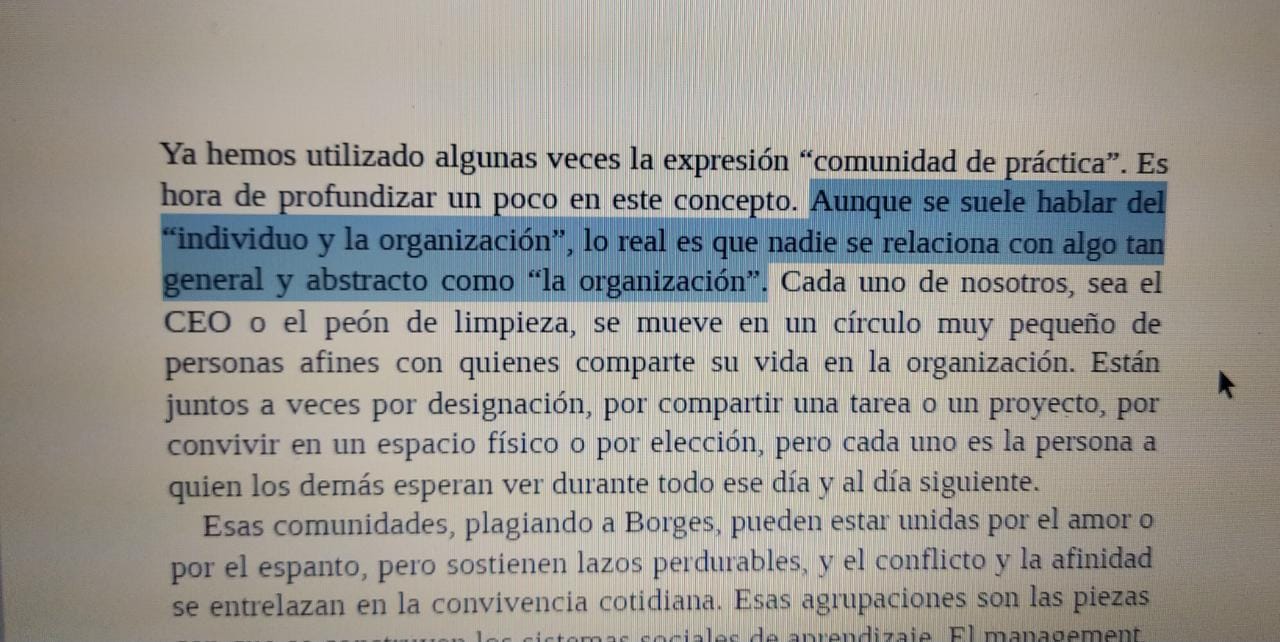 Ya hemos utilizado algunas veces la expresión “comunidad de práctica”. Es
hora de profundizar un poco en este concepto. Aunque se suele hablar del
“individuo y la organización”, lo real es que nadie se relaciona con algo tan
general y abstracto como “la organización”. Cada uno de nosotros, sea el
CEO o el peón de limpieza, se mueve en un círculo muy pequeño de
personas afines con quienes comparte su vida en la organización. Están
juntos a veces por designación, por compartir una tarea o un proyecto, por
convivir en un espacio físico o por elección, pero cada uno es la persona a
quien los demás esperan ver durante todo ese día y al día siguiente.
Esas comunidades, plagiando a Borges, pueden estar unidas por el amor o
por el espanto, pero sostienen lazos perdurables, y el conflicto y la afinidad
se entrelazan en la convivencia cotidiana. Esas agrupaciones son las piezas
con que se construyen los sistemas sociales de aprendizaje. El management